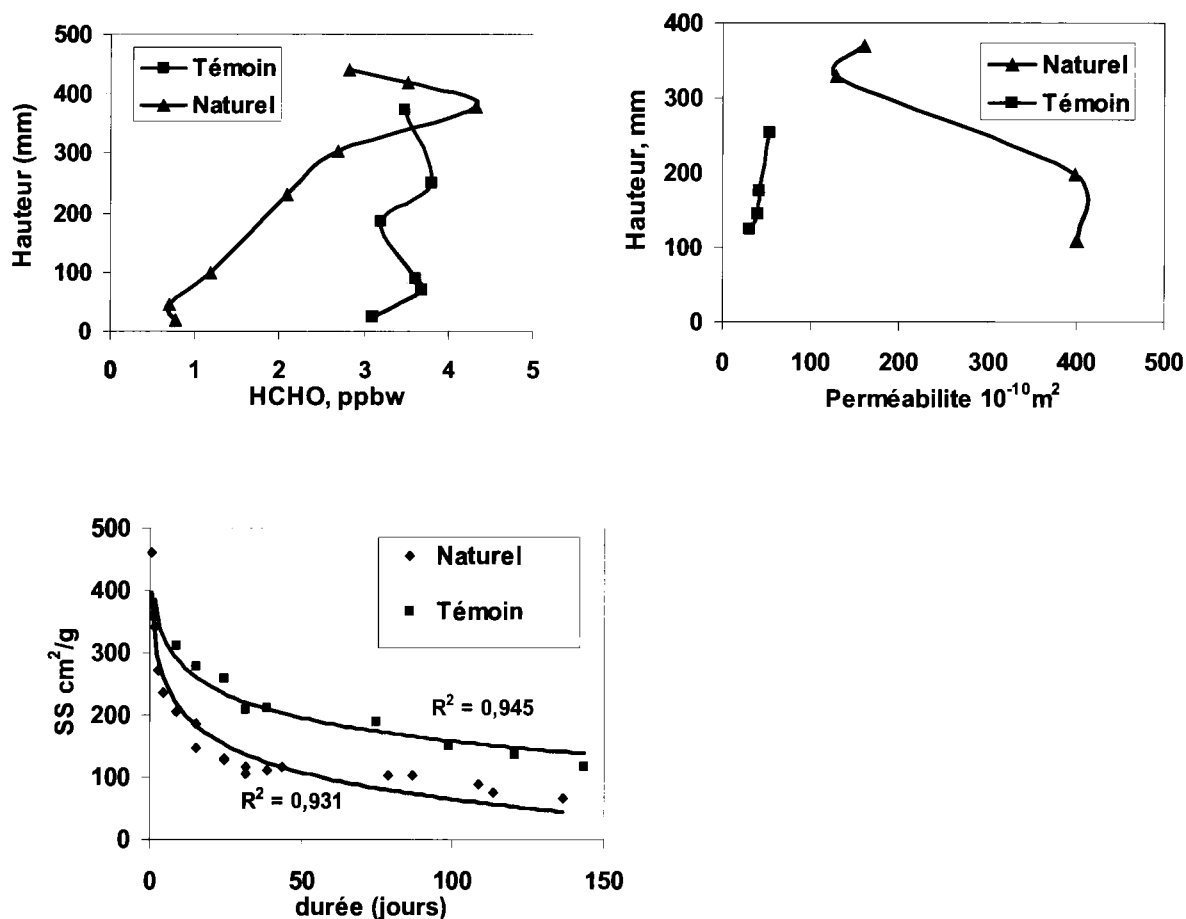 500
400
300
200
100
0
Hauteur (mm)
Témoin
Naturel
0 1 2 3 4 5
HCHO, ppbw
400
300
200
100
0
Hauteur, mm
Naturel
Témoin
0 100 200 300 400 500
Perméabilite 10⁻¹⁰m²
500
400
300
200
100
0
SS cm²/g
Naturel
Témoin
R² = 0,945
R² = 0,931
0 50 100 150
durée (jours)